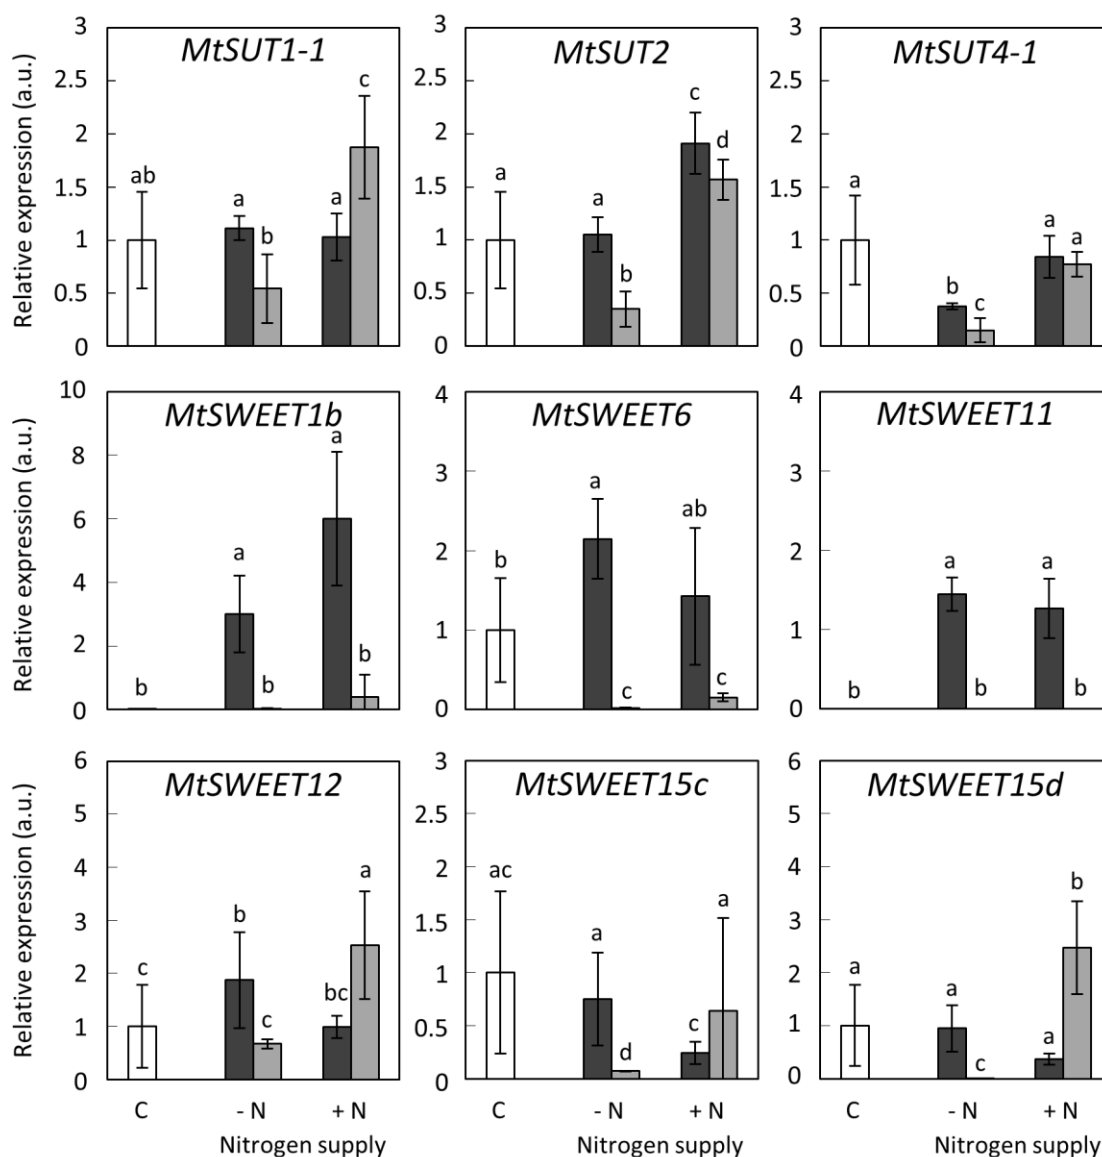 MtSUT1-1
Relative expression (a.u.)
3
2.5
2
1.5
1
0.5
0
ab
a
b
a
c
MtSUT2
3
2.5
2
1.5
1
0.5
0
a
a
b
c
d
MtSUT4-1
3
2.5
2
1.5
1
0.5
0
a
b
c
a
a
MtSWEET1b
Relative expression (a.u.)
10
8
6
4
2
0
b
a
b
a
b
MtSWEET6
4
3
2
1
0
b
a
c
ab
c
MtSWEET11
4
3
2
1
0
b
a
b
a
b
MtSWEET12
Relative expression (a.u.)
6
5
4
3
2
1
0
c
b
c
bc
a
C - N + N
Nitrogen supply
MtSWEET15c
3
2.5
2
1.5
1
0.5
0
ac
a
d
c
a
C - N + N
Nitrogen supply
MtSWEET15d
6
5
4
3
2
1
0
a
a
c
a
b
C - N + N
Nitrogen supply